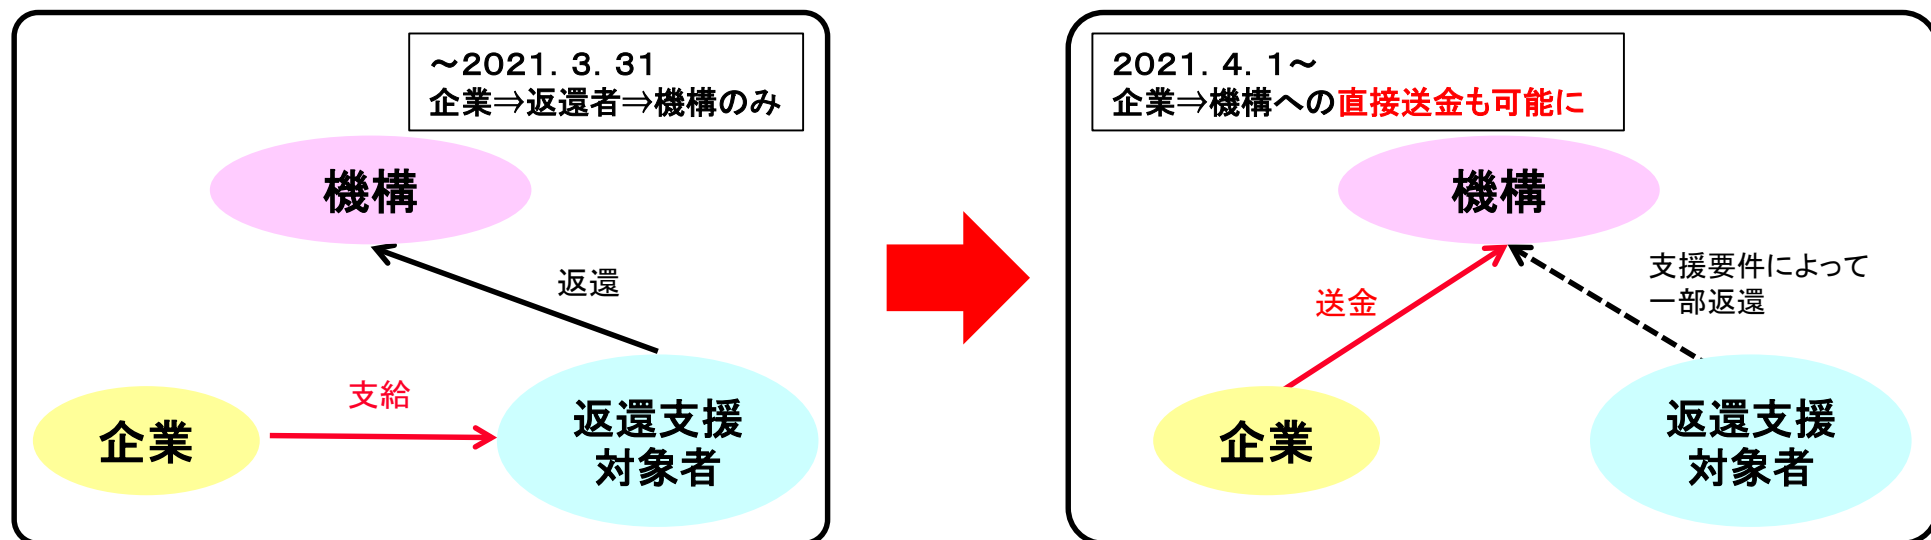 ～2021．3．31
企業⇒返還者⇒機構のみ
機構
返還
支給
企業
返還支援
対象者
2021．4．1～
企業⇒機構への直接送金も可能に
機構
支援要件によって
一部返還
送金
企業
返還支援
対象者